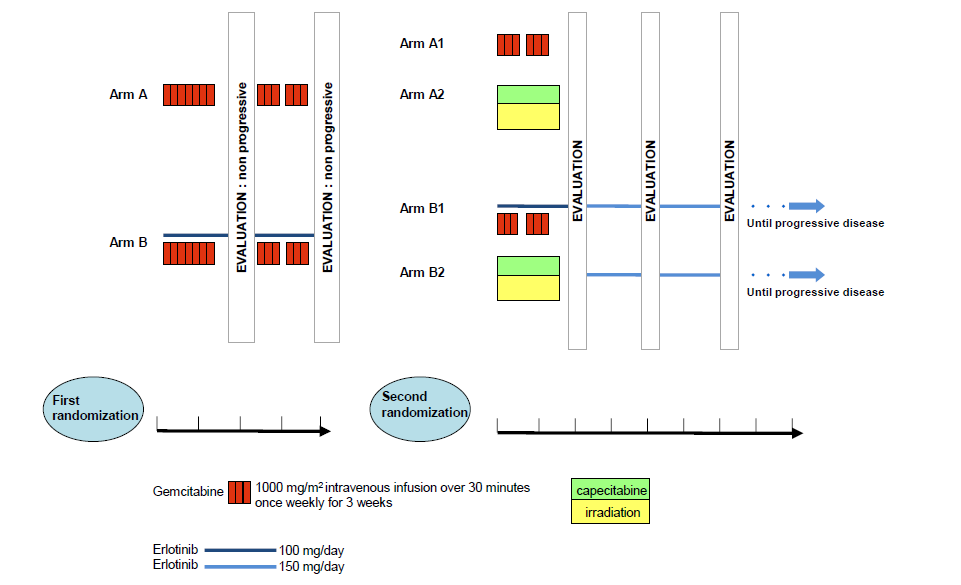 Arm A
Arm B
EVALUATION : non progressive
EVALUATION : non progressive
Arm A1
Arm A2
Arm B1
Arm B2
EVALUATION
EVALUATION
EVALUATION
Until progressive disease
Until progressive disease
First
randomization
Second
randomization
Gemcitabine
1000 mg/m² intravenous infusion over 30 minutes
once weekly for 3 weeks
capecitabine
irradiation
Erlotinib 100 mg/day
Erlotinib 150 mg/day